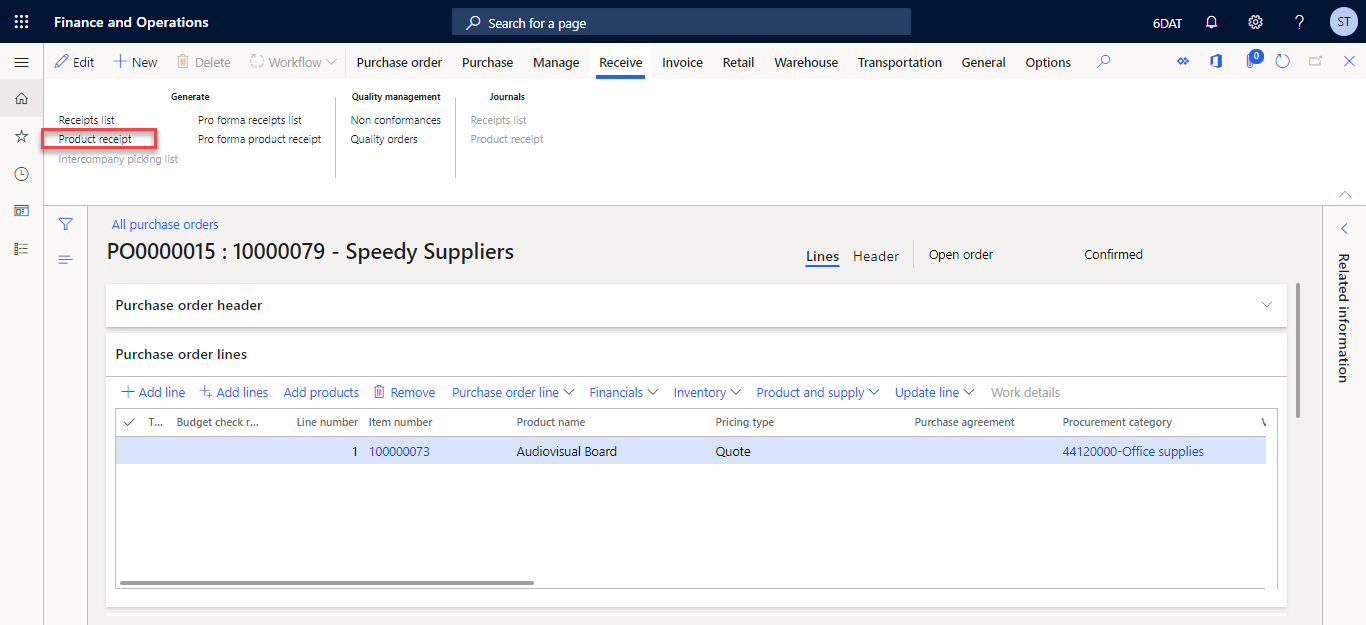 Finance and Operations
Search for a page
6DAT
ST
Edit
New
Delete
Workflow
Purchase order
Purchase
Manage
Receive
Invoice
Retail
Warehouse
Transportation
General
Options
0
Generate
Receipts list
Pro forma receipts list
Product receipt
Pro forma product receipt
Intercompany picking list
Quality management
Non conformances
Quality orders
Journals
Receipts list
Product receipt
All purchase orders
PO0000015 : 10000079 - Speedy Suppliers
Lines
Header
Open order
Confirmed
Related information
Purchase order header
Purchase order lines
Add line
Add lines
Add products
Remove
Purchase order line
Financials
Inventory
Product and supply
Update line
Work details
T...
Budget check r...
Line number
Item number
Product name
Pricing type
Purchase agreement
Procurement category
1
100000073
Audiovisual Board
Quote
44120000-Office supplies